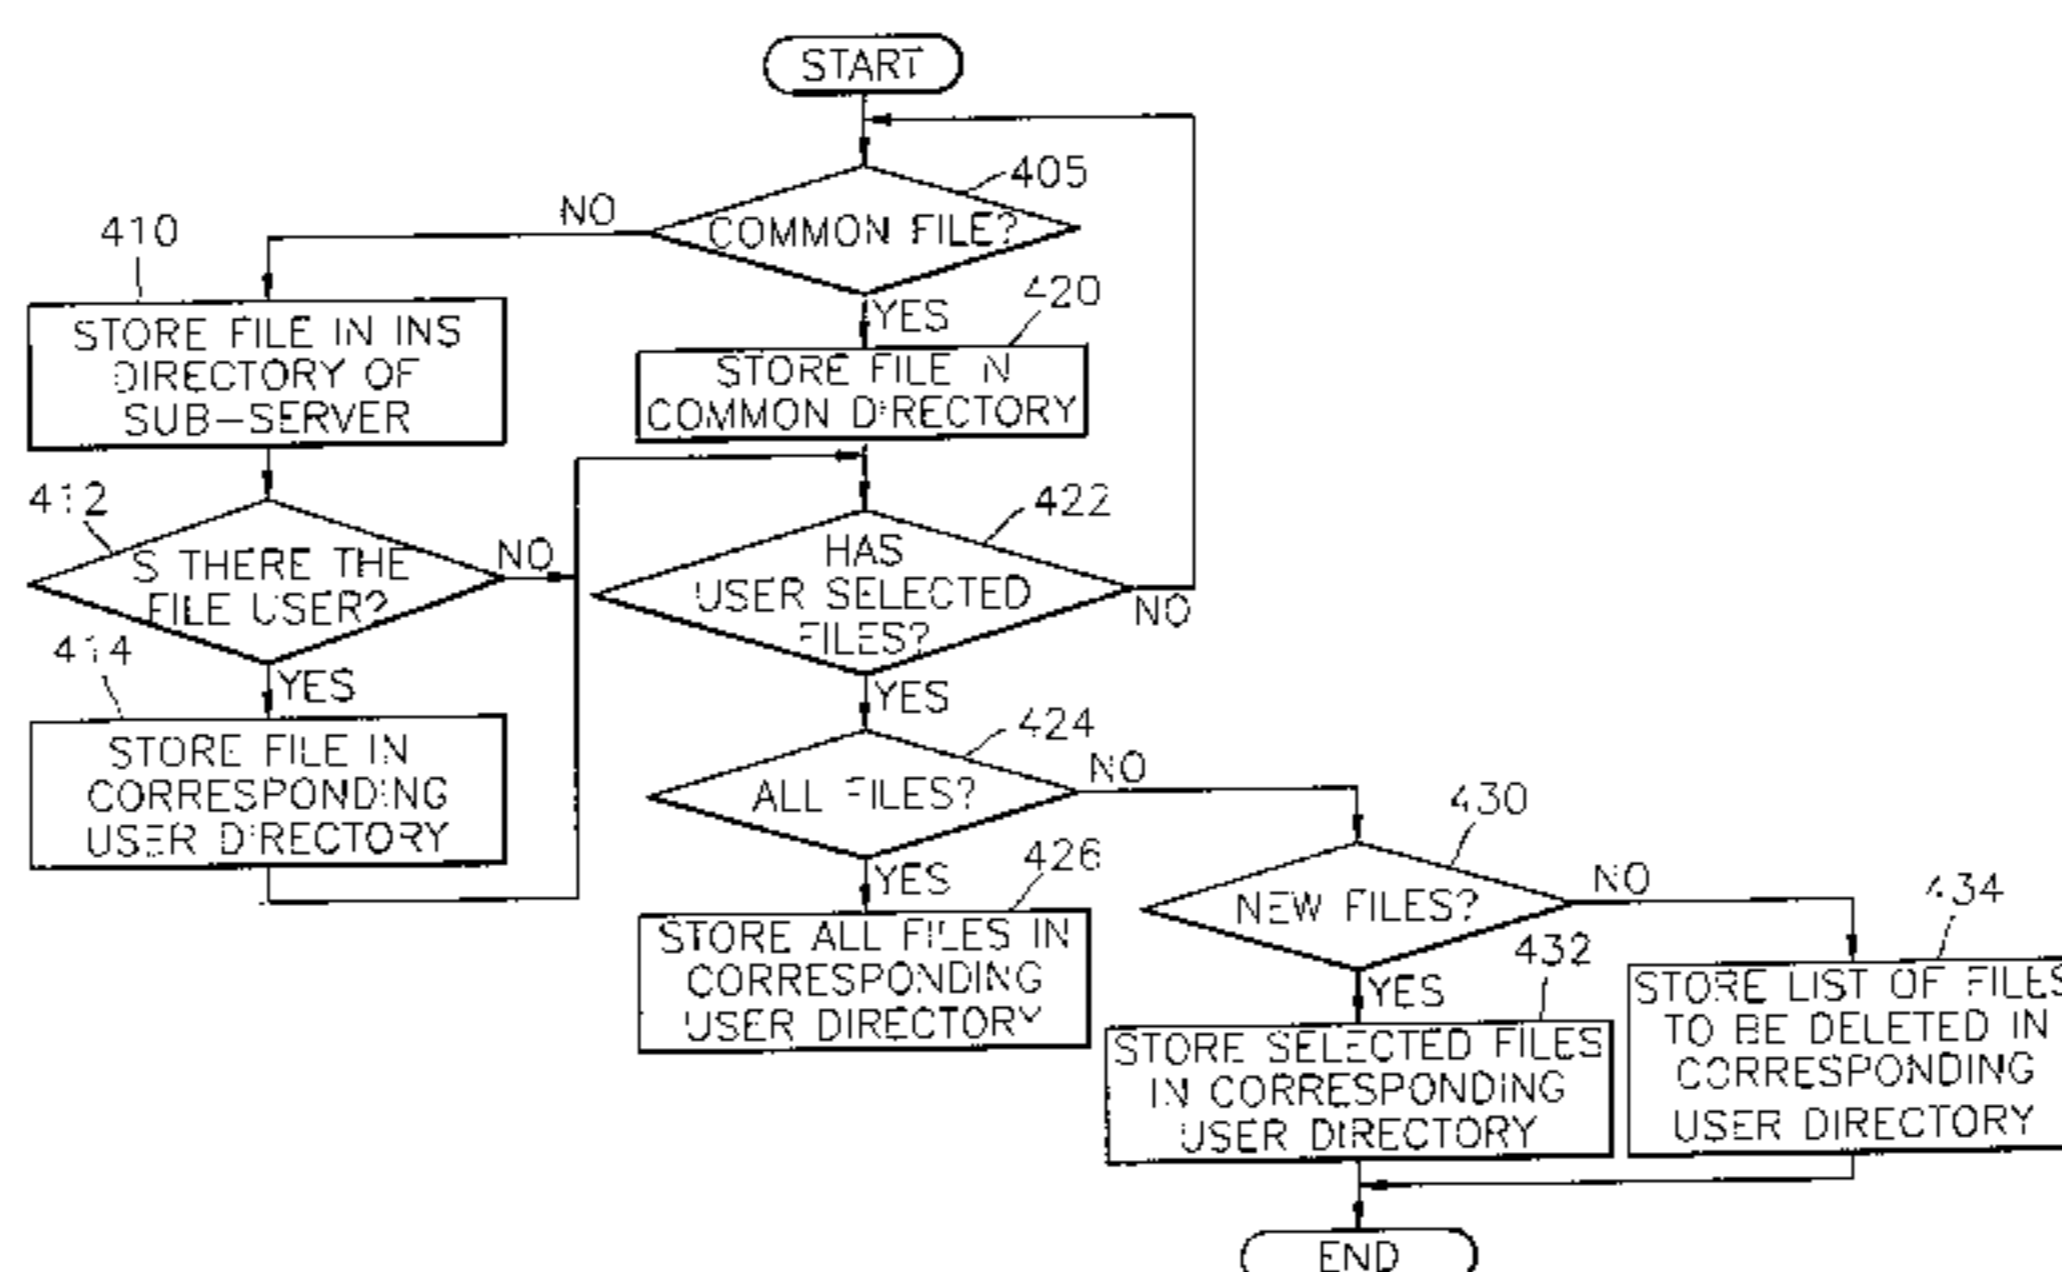 START
405
COMMON FILE?
NO
YES
410
STORE FILE IN INS
DIRECTORY OF
SUB-SERVER
420
STORE FILE IN
COMMON DIRECTORY
412
IS THERE THE
FILE USER?
NO
YES
422
HAS
USER SELECTED
FILES?
NO
YES
414
STORE FILE IN
CORRESPONDING
USER DIRECTORY
424
ALL FILES?
NO
YES
426
STORE ALL FILES IN
CORRESPONDING
USER DIRECTORY
430
NEW FILES?
NO
YES
432
STORE SELECTED FILES
IN CORRESPONDING
USER DIRECTORY
434
STORE LIST OF FILES
TO BE DELETED IN
CORRESPONDING
USER DIRECTORY
END